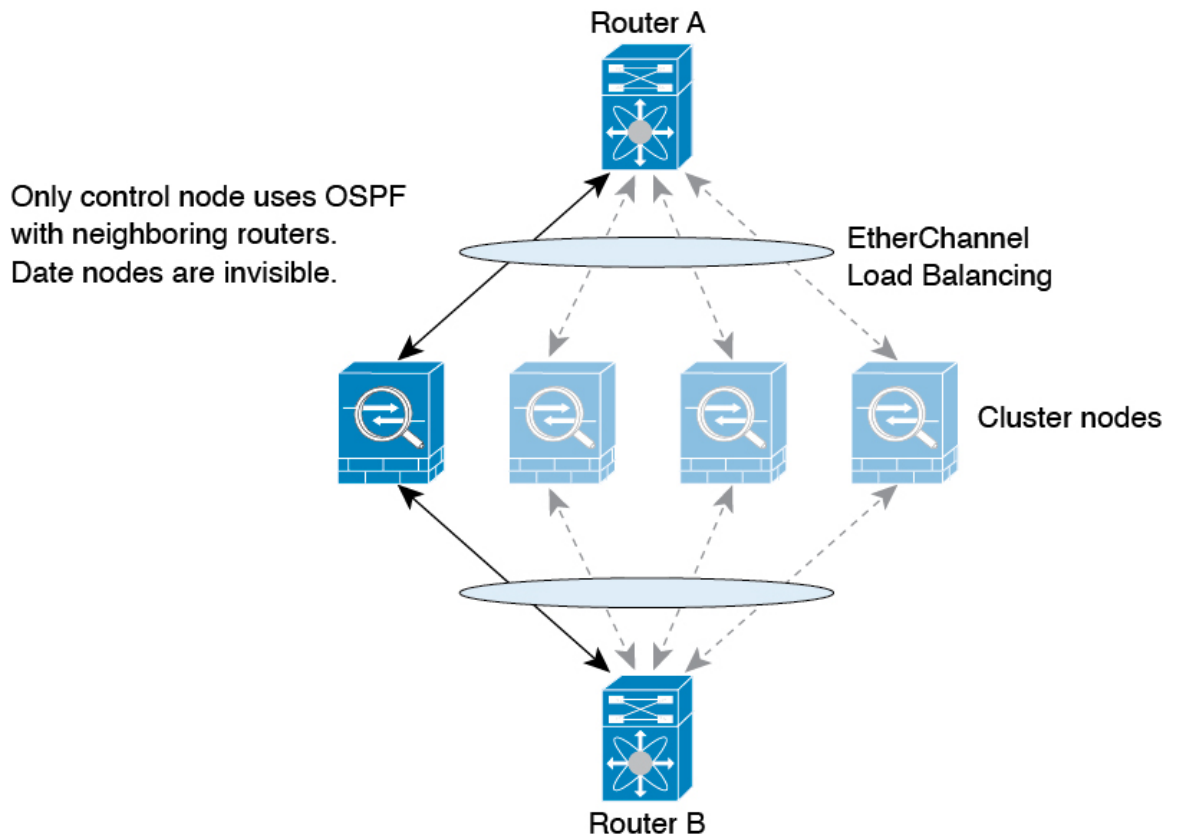 Router A
Only control node uses OSPF
with neighboring routers.
Date nodes are invisible.
EtherChannel
Load Balancing
Cluster nodes
Router B